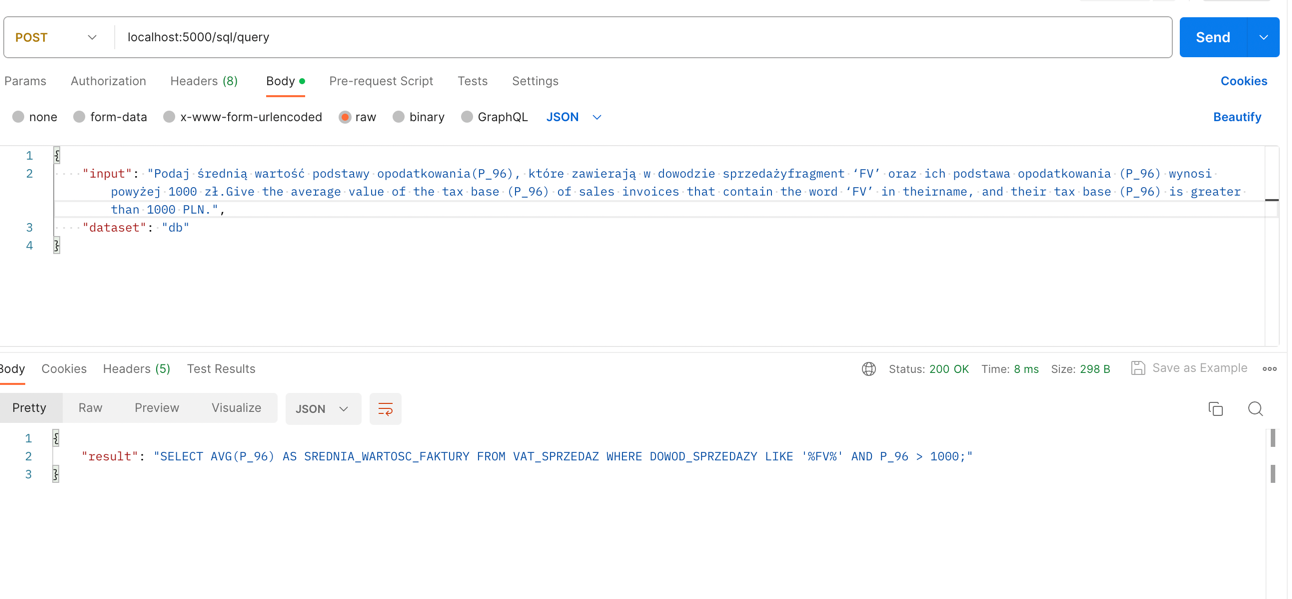 POST localhost:5000/sql/query Send
Params Authorization Headers (8) Body Pre-request Script Tests Settings Cookies
none form-data x-www-form-urlencoded raw binary GraphQL JSON Beautify
1 {
2 "input": "Podaj średnią wartość podstawy opodatkowania(P_96), które zawierają w dowodzie sprzedażyfragment ‘FV’ oraz ich podstawa opodatkowania (P_96) wynosi
powyżej 1000 zł.Give the average value of the tax base (P_96) of sales invoices that contain the word ‘FV’ in theirname, and their tax base (P_96) is greater
than 1000 PLN.",
3 "dataset": "db"
4 }
Body Cookies Headers (5) Test Results Status: 200 OK Time: 8 ms Size: 298 B Save as Example
Pretty Raw Preview Visualize JSON
1 {
2 "result": "SELECT AVG(P_96) AS SREDNIA_WARTOSC_FAKTURY FROM VAT_SPRZEDAZ WHERE DOWOD_SPRZEDAZY LIKE '%FV%' AND P_96 > 1000;"
3 }